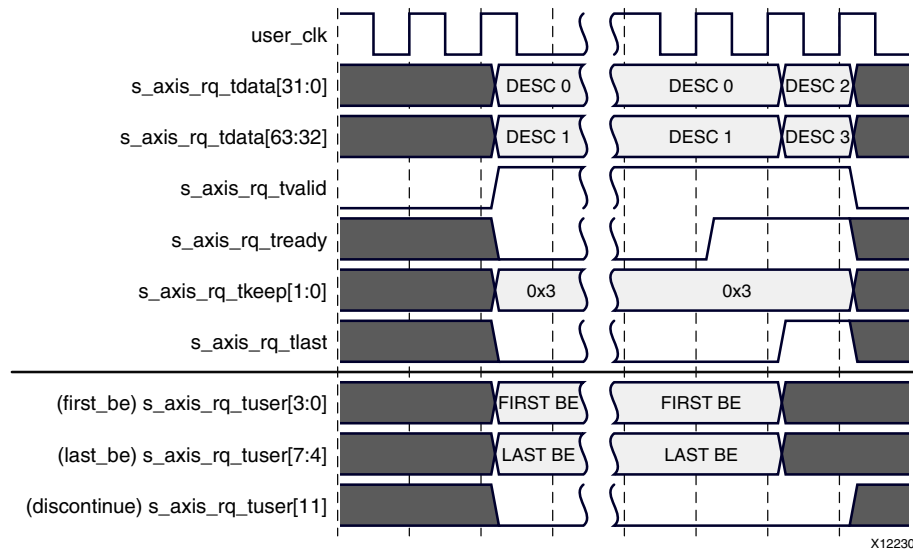 user_clk
s_axis_rq_tdata[31:0] DESC 0 DESC 0 DESC 2
s_axis_rq_tdata[63:32] DESC 1 DESC 1 DESC 3
s_axis_rq_tvalid
s_axis_rq_tready
s_axis_rq_tkeep[1:0] 0x3 0x3
s_axis_rq_tlast
(first_be) s_axis_rq_tuser[3:0] FIRST BE FIRST BE
(last_be) s_axis_rq_tuser[7:4] LAST BE LAST BE
(discontinue) s_axis_rq_tuser[11]
X12230